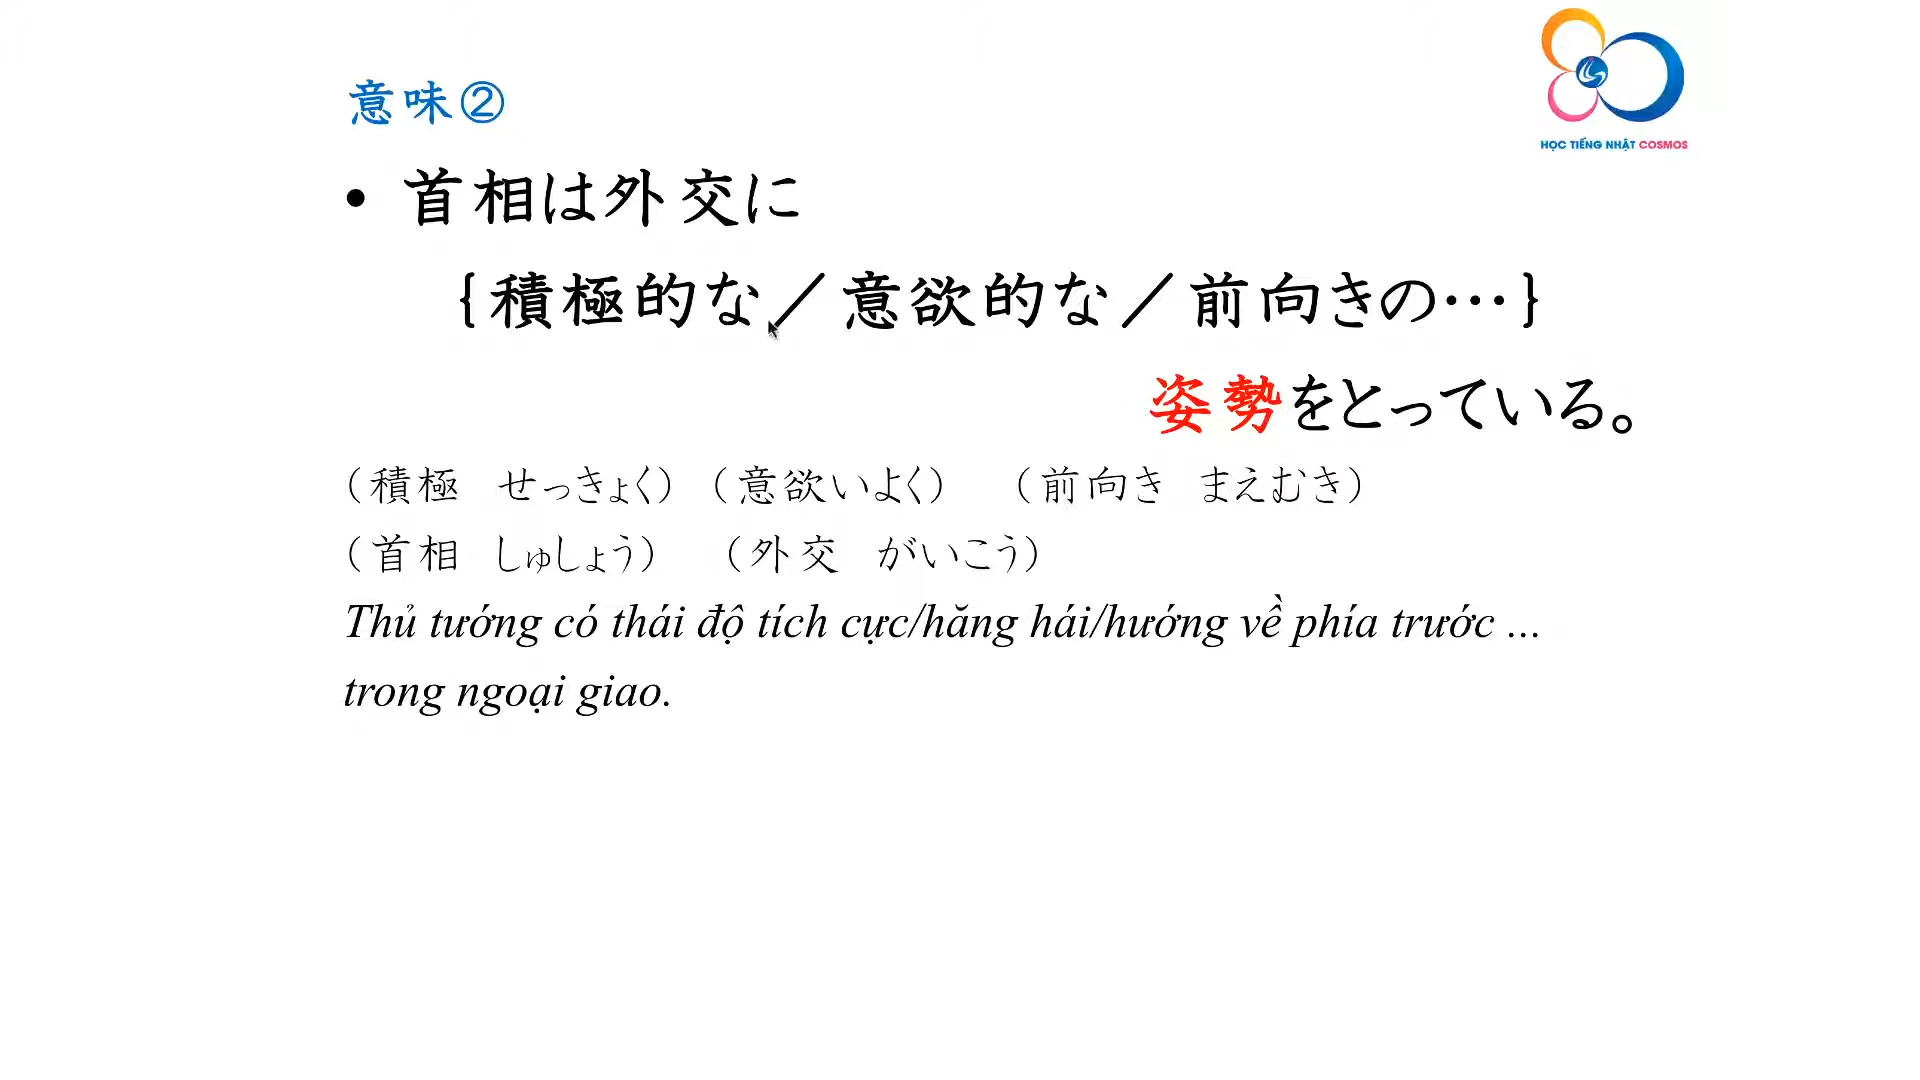 HỌC TIẾNG NHẬT COSMOS
意味②
• 首相は外交に
{積極的な／意欲的な／前向きの…}
姿勢をとっている。
（積極　せっきょく）（意欲いよく）　（前向き　まえむき）
（首相　しゅしょう）　（外交　がいこう）
Thủ tướng có thái độ tích cực/hăng hái/hướng về phía trước ...
trong ngoại giao.